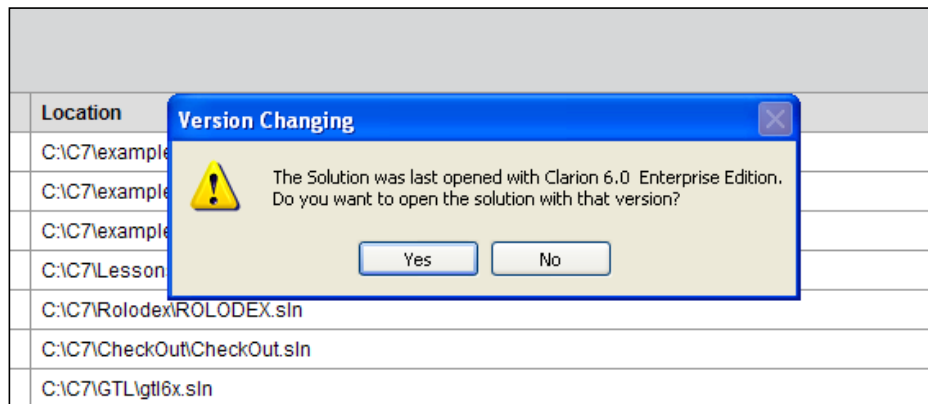 Location
Version Changing
C:\C7\example
The Solution was last opened with Clarion 6.0  Enterprise Edition.
Do you want to open the solution with that version?
C:\C7\example
C:\C7\example
Yes
No
C:\C7\Lesson
C:\C7\Rolodex\ROLODEX.sln
C:\C7\CheckOut\CheckOut.sln
C:\C7\GTL\gtl6x.sln